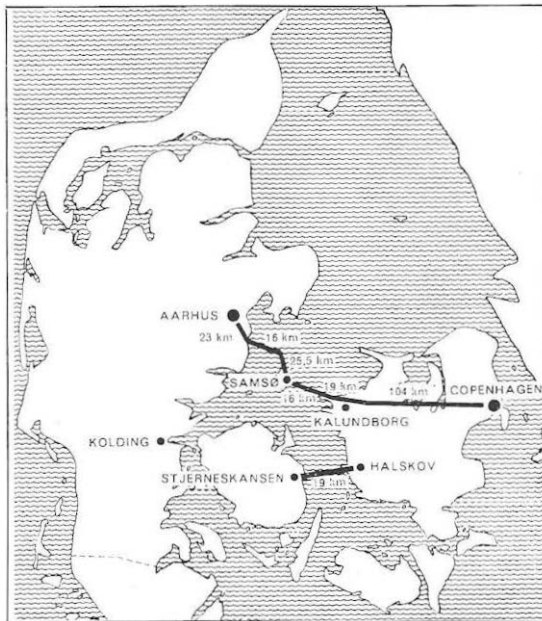 AARHUS
23 km
16 km
25,5 km
SAMSØ
19 km
16 km
104 km
COPENHAGEN
KALUNDBORG
KOLDING
HALSKOV
STJERNESKANSEN
19 km